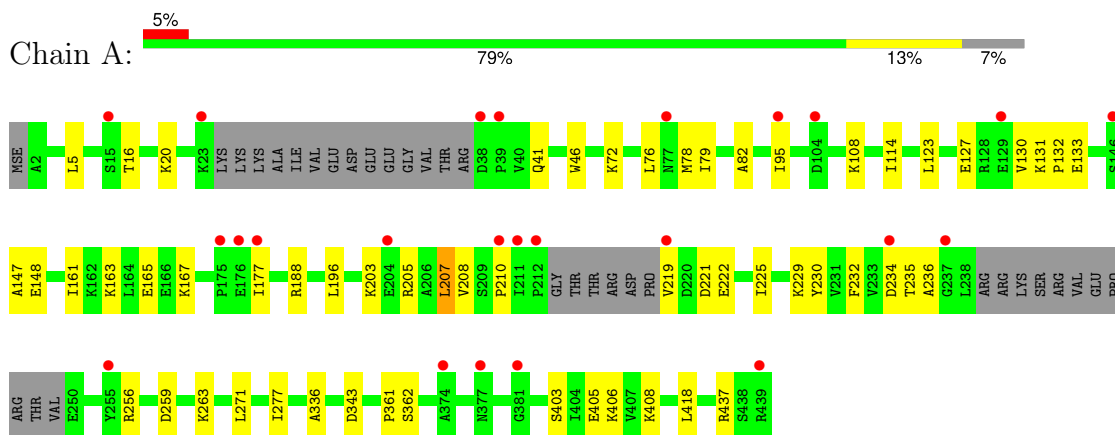 5%
Chain A:
79% 13% 7%
MSE A2 L5 S15 T16 K20 K23 LYS LYS LYS ALA ILE VAL GLU ASP GLU GLU GLY VAL THR ARG D38 P39 V40 Q41 W46 K72 L76 N77 M78 I79 A82 I95 D104 K108 I114 L123 E127 R128 E129 V130 K131 P132 E133 S146
A147 E148 I161 K162 K163 L164 E165 E166 K167 P175 E176 I177 R188 L196 K203 E204 R205 A206 L207 V208 S209 P210 I211 P212 GLY THR THR ARG ASP PRO V219 D220 D221 E222 I225 K229 Y230 V231 F232 V233 D234 T235 A236 G237 L238 ARG ARG LYS SER ARG VAL GLU PRO
ARG THR VAL E250 Y255 R256 D259 K263 L271 I277 A336 D343 P361 S362 A374 N377 G381 S403 I404 E405 K406 V407 K408 L418 R437 S438 R439